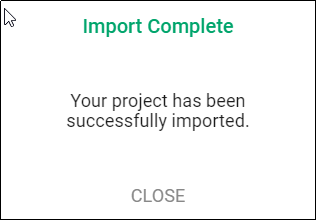 Import Complete
Your project has been
successfully imported.
CLOSE